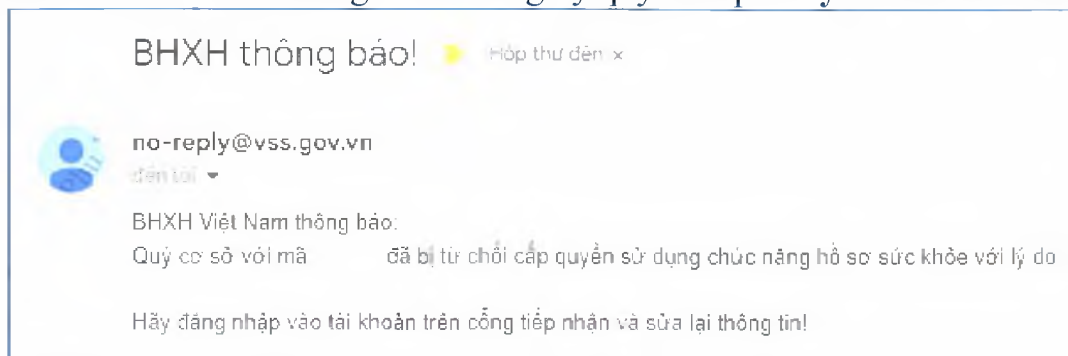 BHXH thông báo! Hộp thư đến ×
no-reply@vss.gov.vn
đến tôi
BHXH Việt Nam thông báo:
Quý cơ sở với mã đã bị từ chối cấp quyền sử dụng chức năng hồ sơ sức khỏe với lý do
Hãy đăng nhập vào tài khoản trên cổng tiếp nhận và sửa lại thông tin!